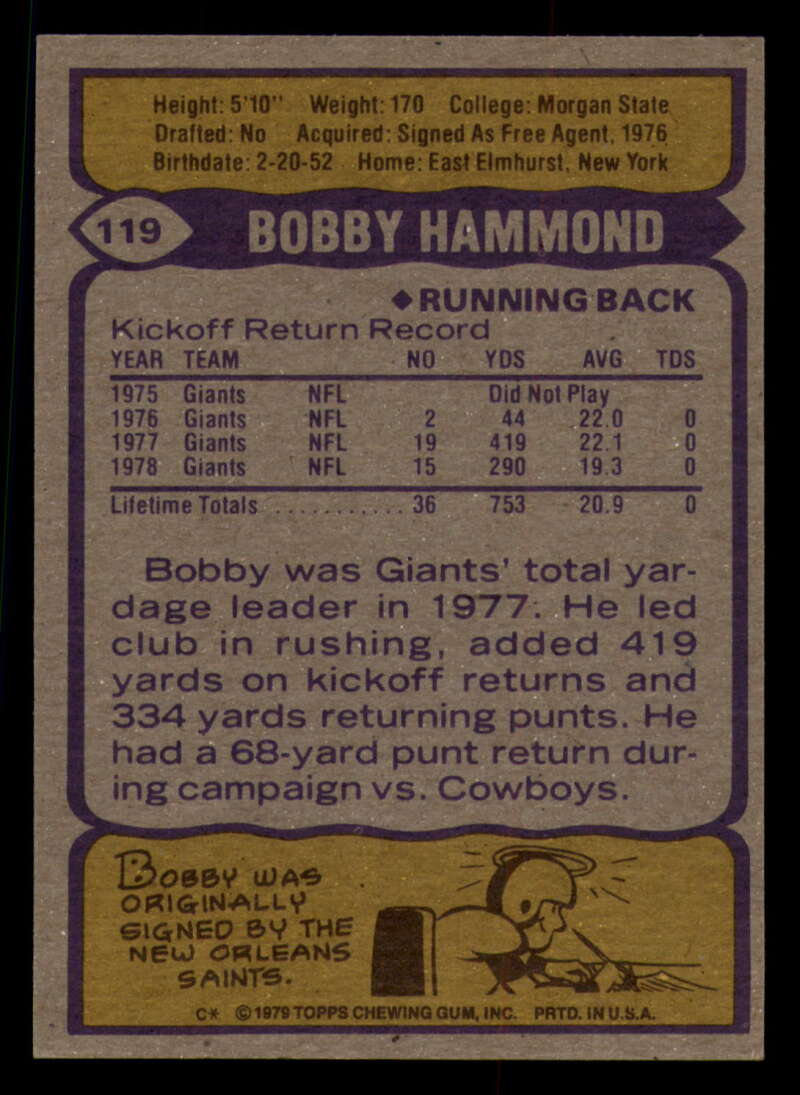 Height: 5'10" Weight: 170 College: Morgan State
Drafted: No Acquired: Signed As Free Agent, 1976
Birthdate: 2-20-52 Home: East Elmhurst, New York
119 BOBBY HAMMOND
◆RUNNING BACK
Kickoff Return Record
YEAR TEAM NO YDS AVG TDS
1975 Giants NFL Did Not Play
1976 Giants NFL 2 44 22.0 0
1977 Giants NFL 19 419 22.1 0
1978 Giants NFL 15 290 19.3 0
Lifetime Totals ............ 36 753 20.9 0
Bobby was Giants' total yar-
dage leader in 1977. He led
club in rushing, added 419
yards on kickoff returns and
334 yards returning punts. He
had a 68-yard punt return dur-
ing campaign vs. Cowboys.
BOBBY WAS
ORIGINALLY
SIGNED BY THE
NEW ORLEANS
SAINTS.
C* ©1979 TOPPS CHEWING GUM, INC. PRTD. IN U.S.A.